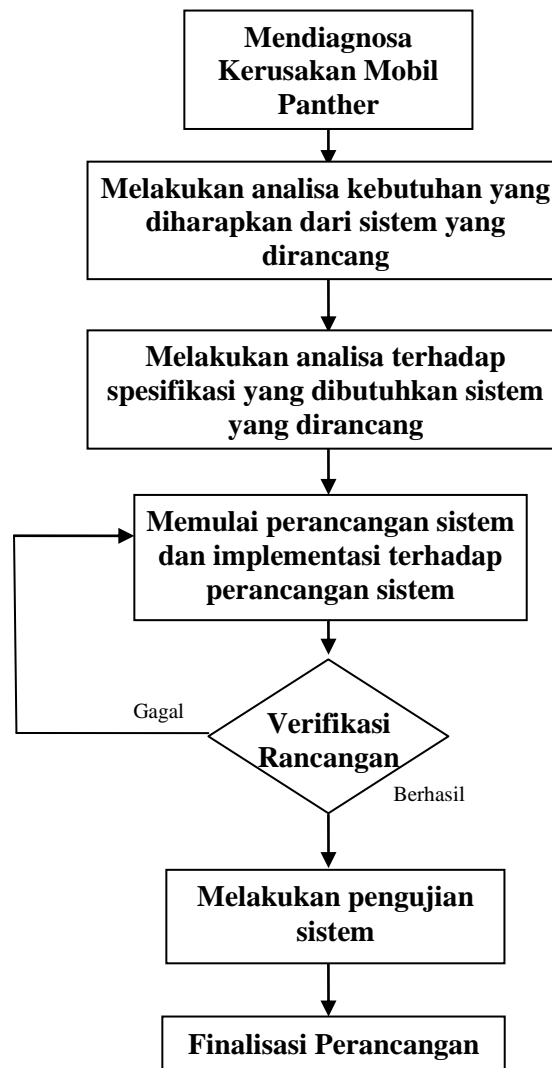 Mendiagnosa
Kerusakan Mobil
Panther
Melakukan analisa kebutuhan yang
diharapkan dari sistem yang
dirancang
Melakukan analisa terhadap
spesifikasi yang dibutuhkan sistem
yang dirancang
Memulai perancangan sistem
dan implementasi terhadap
perancangan sistem
Gagal
Verifikasi
Rancangan
Berhasil
Melakukan pengujian
sistem
Finalisasi Perancangan